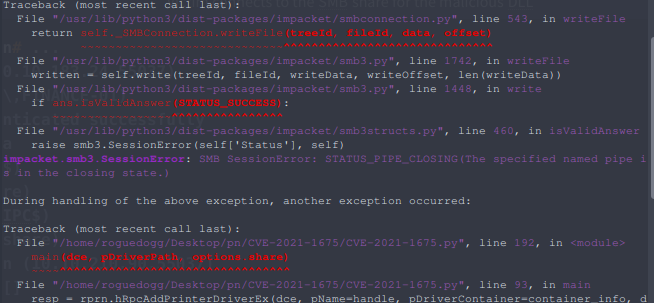 Traceback (most recent call last):
File "/usr/lib/python3/dist-packages/impacket/smbconnection.py", line 543, in writeFile
return self._SMBConnection.writeFile(treeId, fileId, data, offset)
File "/usr/lib/python3/dist-packages/impacket/smb3.py", line 1742, in writeFile
written = self.write(treeId, fileId, writeData, writeOffset, len(writeData))
File "/usr/lib/python3/dist-packages/impacket/smb3.py", line 1448, in write
if ans.isValidAnswer(STATUS_SUCCESS):
File "/usr/lib/python3/dist-packages/impacket/smb3structs.py", line 460, in isValidAnswer
raise smb3.SessionError(self['Status'], self)
impacket.smb3.SessionError: SMB SessionError: STATUS_PIPE_CLOSING(The specified named pipe i
s in the closing state.)
During handling of the above exception, another exception occurred:
Traceback (most recent call last):
File "/home/roguedogg/Desktop/pn/CVE-2021-1675/CVE-2021-1675.py", line 192, in <module>
main(dce, pDriverPath, options.share)
File "/home/roguedogg/Desktop/pn/CVE-2021-1675/CVE-2021-1675.py", line 93, in main
resp = rprn.hRpcAddPrinterDriverEx(dce, pName=handle, pDriverContainer=container_info, d